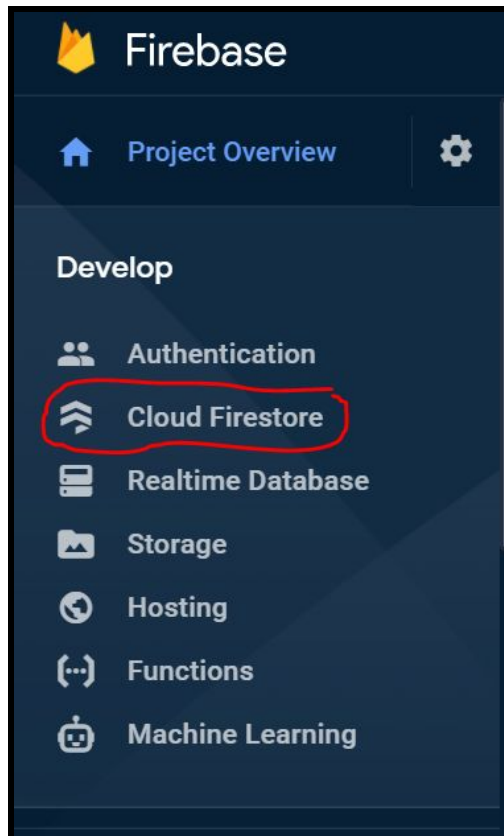 Firebase
Project Overview
Develop
Authentication
Cloud Firestore
Realtime Database
Storage
Hosting
Functions
Machine Learning